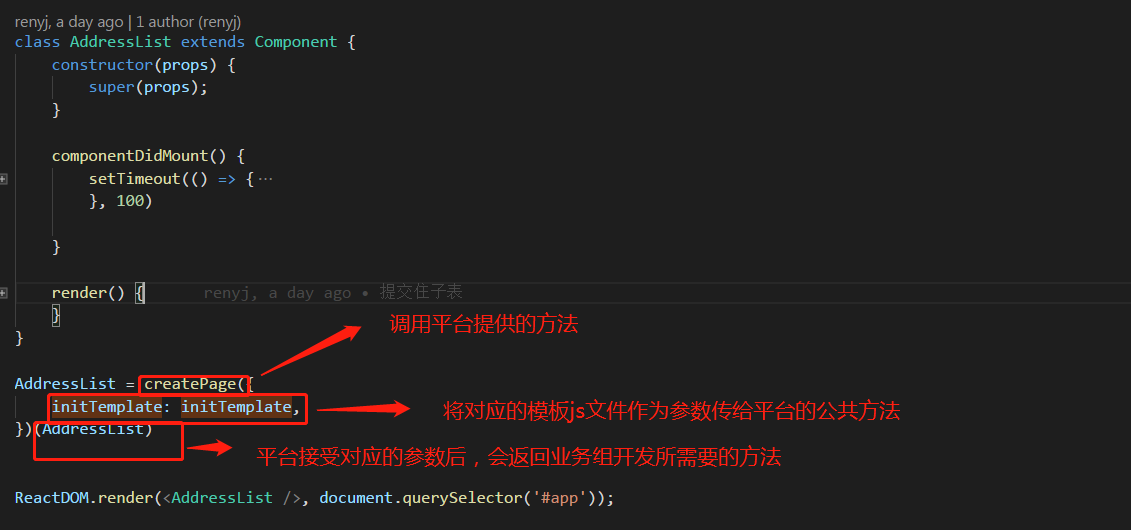 renyj, a day ago | 1 author (renyj)
class AddressList extends Component {
constructor(props) {
super(props);
}
componentDidMount() {
setTimeout(() => {···
}, 100)
}
render() { renyj, a day ago • 提交住子表
}
}
调用平台提供的方法
AddressList = createPage({
initTemplate: initTemplate,
将对应的模板js文件作为参数传给平台的公共方法
})(AddressList)
平台接受对应的参数后，会返回业务组开发所需要的方法
ReactDOM.render(<AddressList />, document.querySelector('#app'));